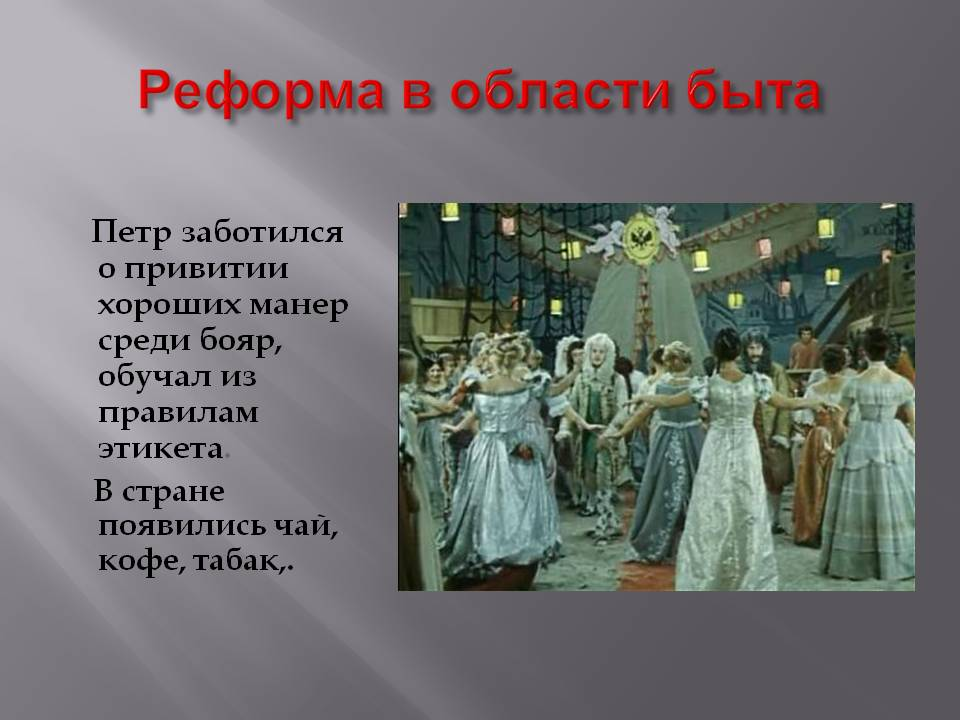 Реформа в области быта
Петр заботился
о привитии
хороших манер
среди бояр,
обучал из
правилам
этикета.
В стране
появились чай,
кофе, табак,.